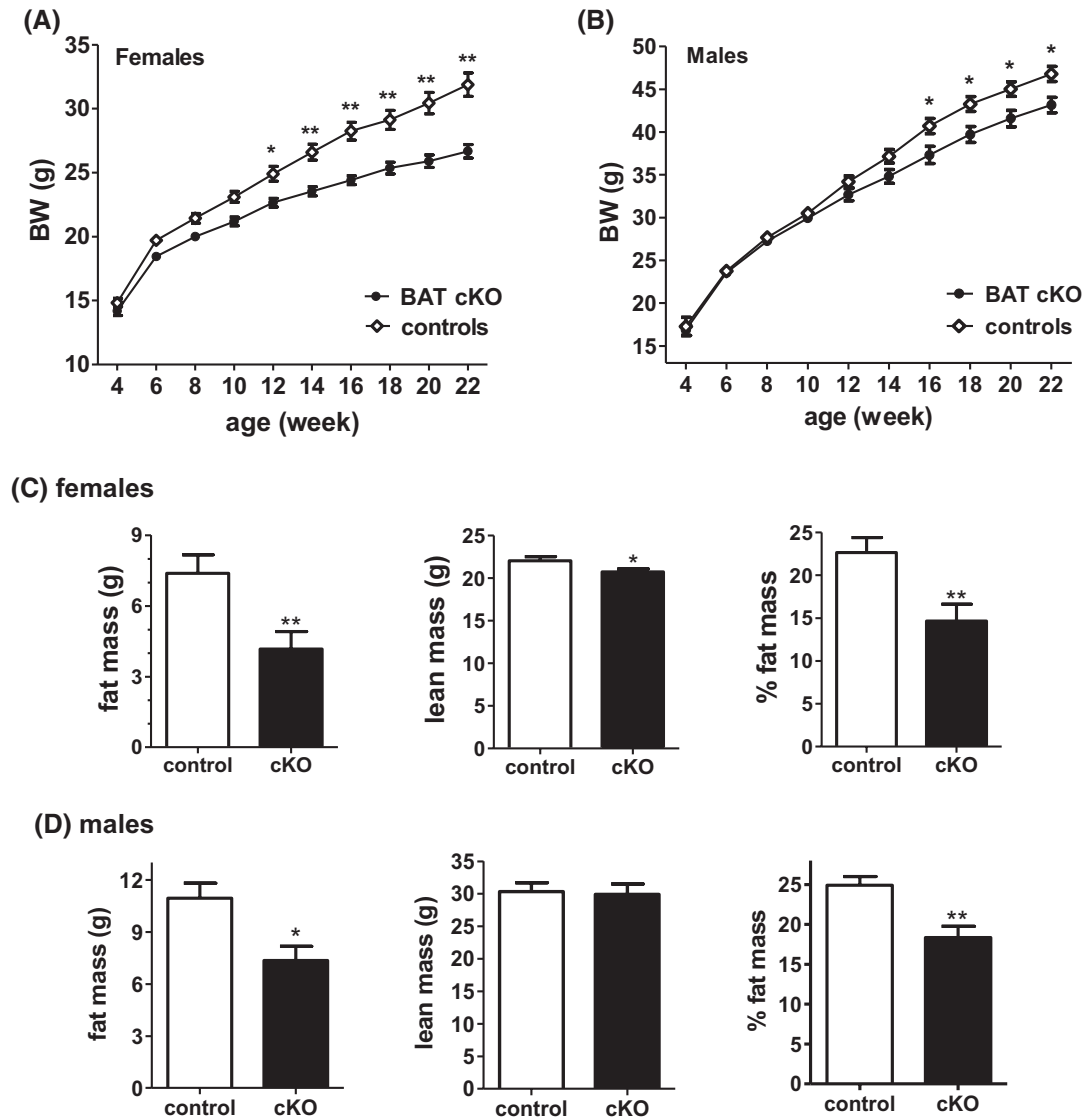 (A)
Females
**
**
**
**
**
*
35
30
25
20
15
10
BW (g)
BAT cKO
controls
4 6 8 10 12 14 16 18 20 22
age (week)
(B)
Males
*
*
*
*
50
45
40
35
30
25
20
15
BW (g)
BAT cKO
controls
4 6 8 10 12 14 16 18 20 22
age (week)
(C) females
9
6
3
0
fat mass (g)
**
control cKO
25
20
15
10
5
0
lean mass (g)
*
control cKO
25
20
15
10
5
0
% fat mass
**
control cKO
(D) males
12
9
6
3
0
fat mass (g)
*
control cKO
35
30
25
20
15
10
5
0
lean mass (g)
control cKO
25
20
15
10
5
0
% fat mass
**
control cKO